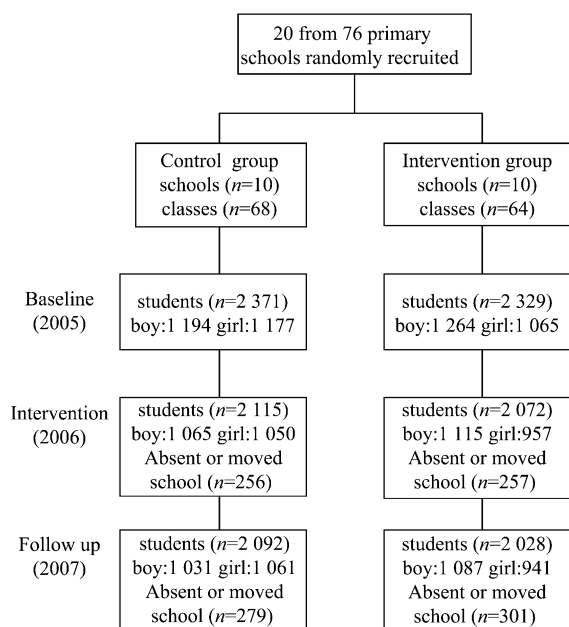 20 from 76 primary
schools randomly recruited
Control group
schools (n=10)
classes (n=68)
Intervention group
schools (n=10)
classes (n=64)
Baseline
(2005)
students (n=2 371)
boy:1 194 girl:1 177
students (n=2 329)
boy:1 264 girl:1 065
Intervention
(2006)
students (n=2 115)
boy:1 065 girl:1 050
Absent or moved
school (n=256)
students (n=2 072)
boy:1 115 girl:957
Absent or moved
school (n=257)
Follow up
(2007)
students (n=2 092)
boy:1 031 girl:1 061
Absent or moved
school (n=279)
students (n=2 028)
boy:1 087 girl:941
Absent or moved
school (n=301)